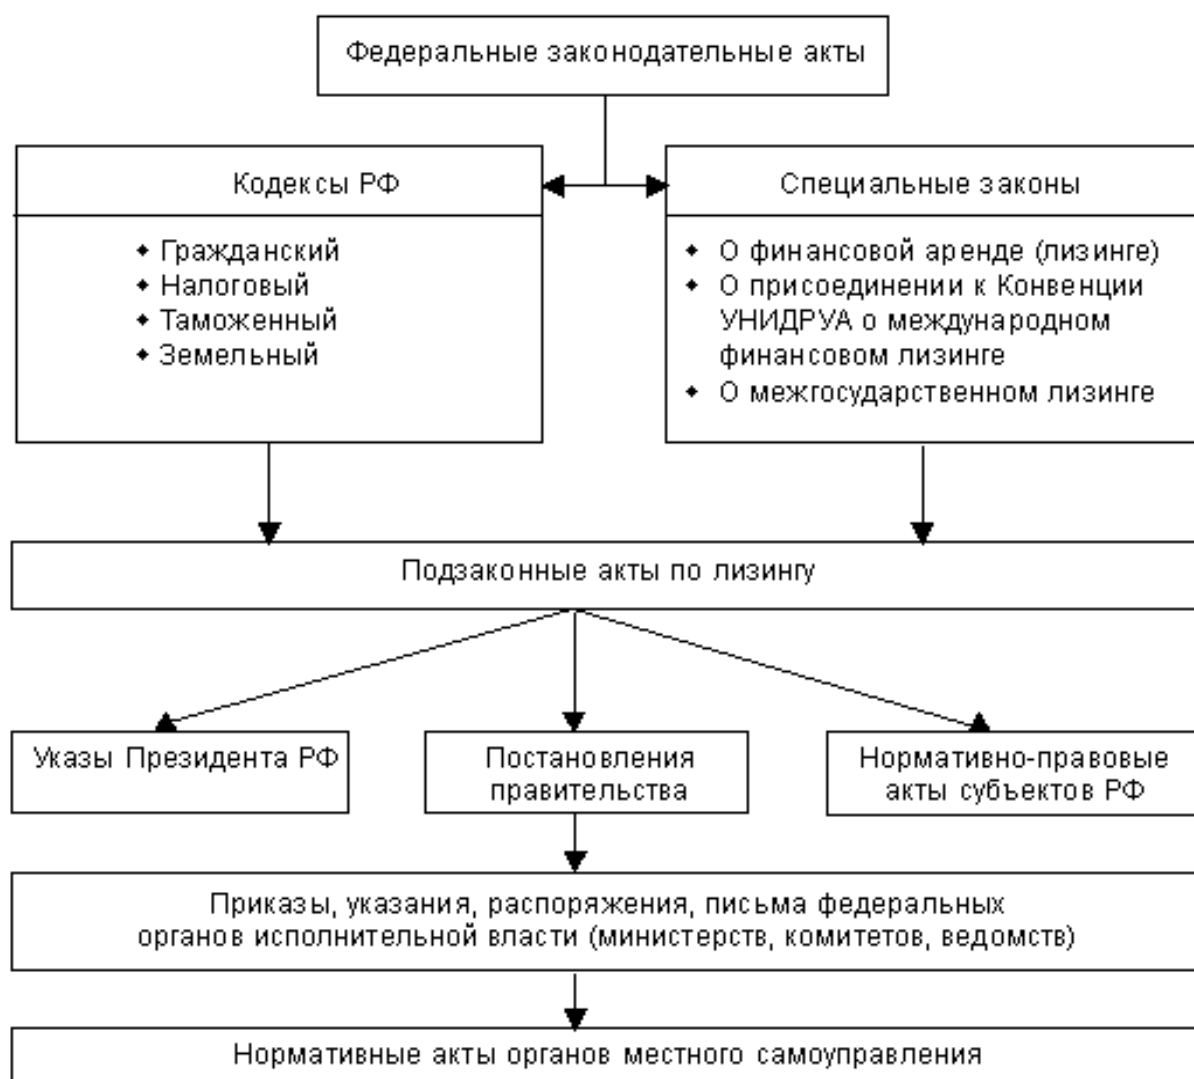 Федеральные законодательные акты
Кодексы РФ
◆ Гражданский
◆ Налоговый
◆ Таможенный
◆ Земельный
Специальные законы
◆ О финансовой аренде (лизинге)
◆ О присоединении к Конвенции
УНИДРУА о международном
финансовом лизинге
◆ О межгосударственном лизинге
Подзаконные акты по лизингу
Указы Президента РФ
Постановления
правительства
Нормативно-правовые
акты субъектов РФ
Приказы, указания, распоряжения, письма федеральных
органов исполнительной власти (министерств, комитетов, ведомств)
Нормативные акты органов местного самоуправления